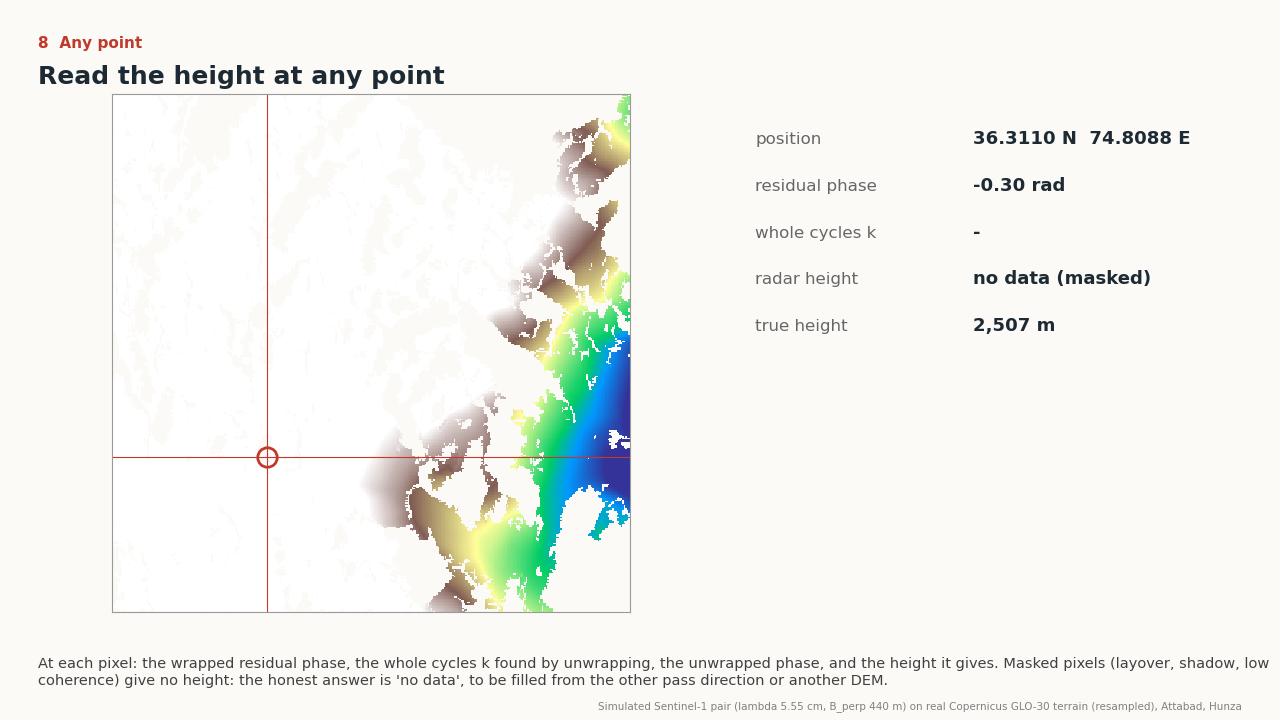 8  Any point
Read the height at any point
position 36.3110 N  74.8088 E
residual phase -0.30 rad
whole cycles k -
radar height no data (masked)
true height 2,507 m
At each pixel: the wrapped residual phase, the whole cycles k found by unwrapping, the unwrapped phase, and the height it gives. Masked pixels (layover, shadow, low
coherence) give no height: the honest answer is 'no data', to be filled from the other pass direction or another DEM.
Simulated Sentinel-1 pair (lambda 5.55 cm, B_perp 440 m) on real Copernicus GLO-30 terrain (resampled), Attabad, Hunza